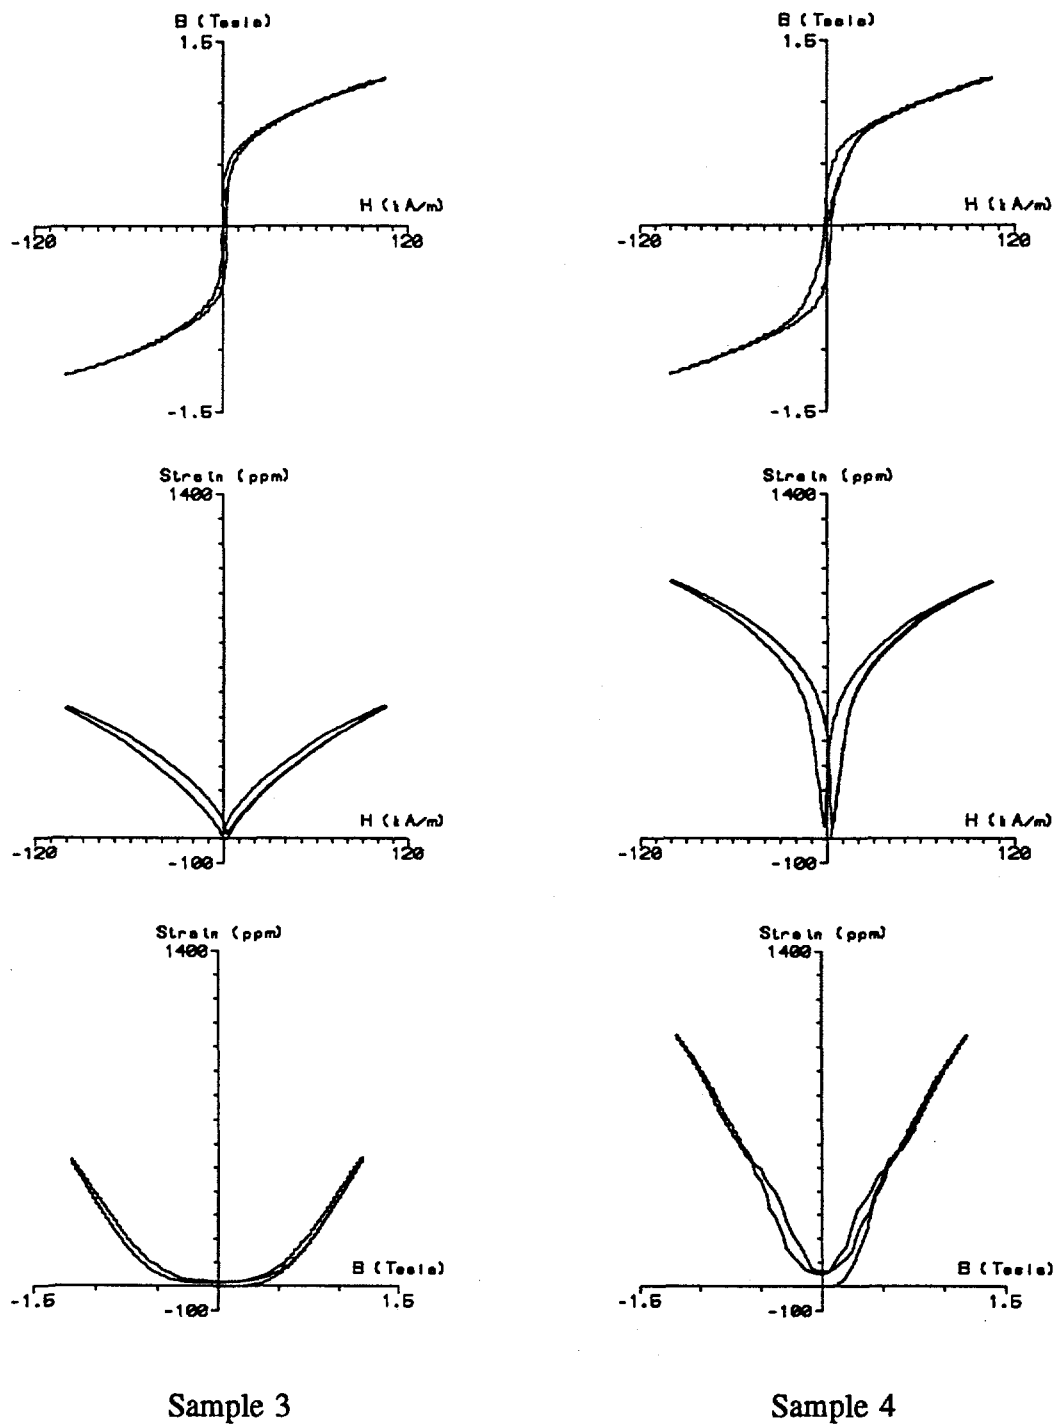 B (Tesla) B (Tesla)
1.5 1.5
H (kA/m) H (kA/m)
-120 120 -120 120
-1.5 -1.5
Strain (ppm) Strain (ppm)
1400 1400
H (kA/m) H (kA/m)
-120 120 -120 120
-100 -100
Strain (ppm) Strain (ppm)
1400 1400
B (Tesla) B (Tesla)
-1.5 1.5 -1.5 1.5
-100 -100
Sample 3 Sample 4